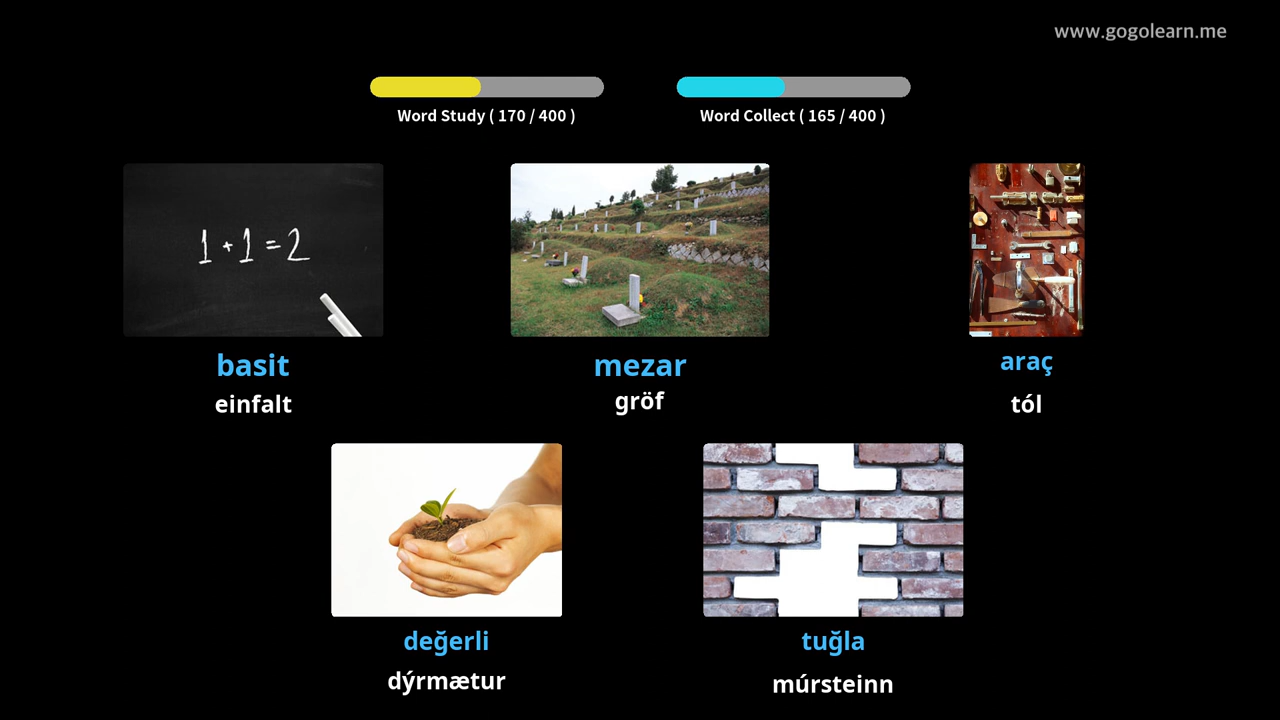 www.gogolearn.me
Word Study ( 170 / 400 )
Word Collect ( 165 / 400 )
1 + 1 = 2
basit
einfalt
mezar
gröf
araç
tól
değerli
dýrmætur
tuğla
múrsteinn